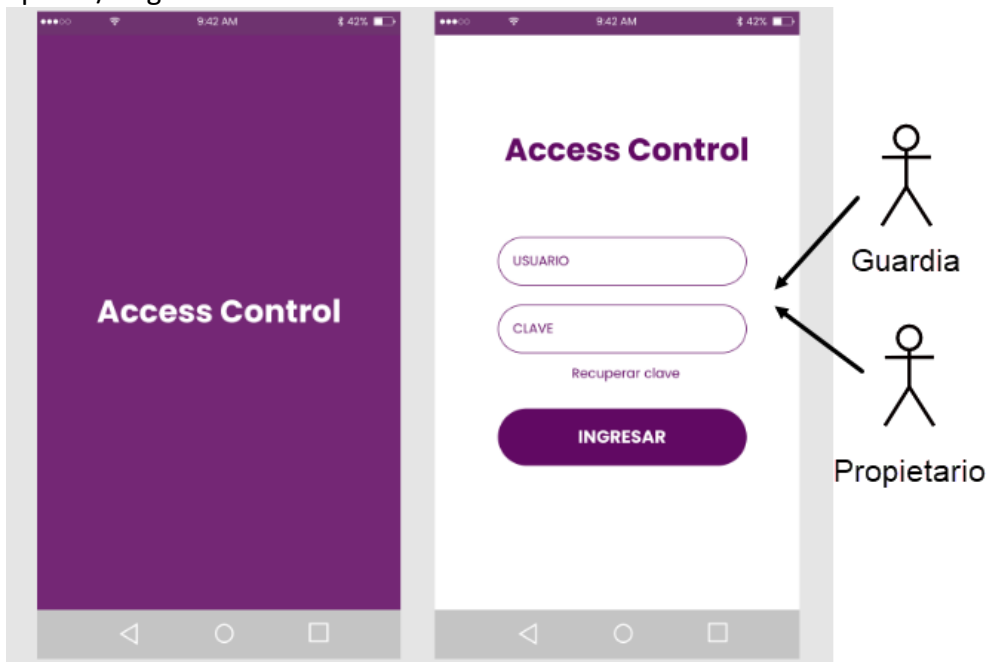 9:42 AM
42%
Access Control
9:42 AM
42%
Access Control
USUARIO
CLAVE
Recuperar clave
INGRESAR
Guardia
Propietario